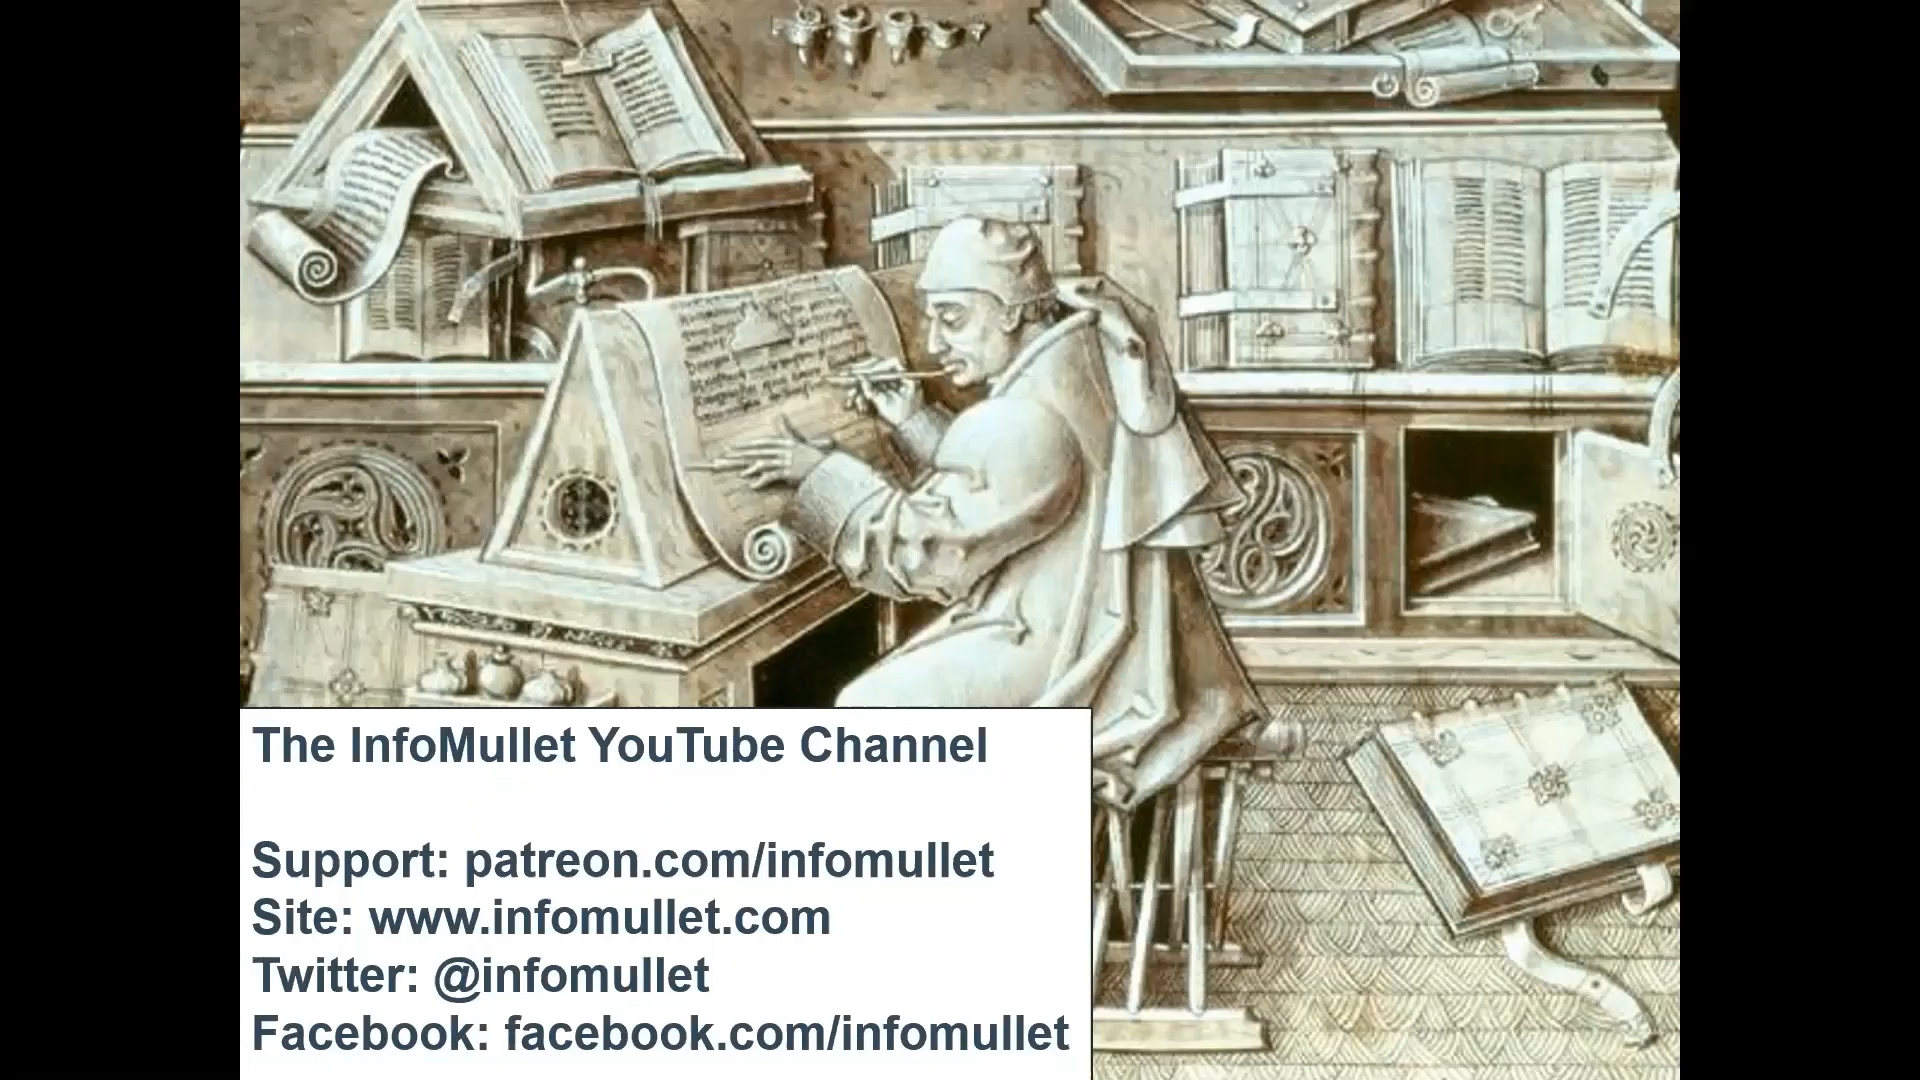 The InfoMullet YouTube Channel
Support: patreon.com/infomullet
Site: www.infomullet.com
Twitter: @infomullet
Facebook: facebook.com/infomullet